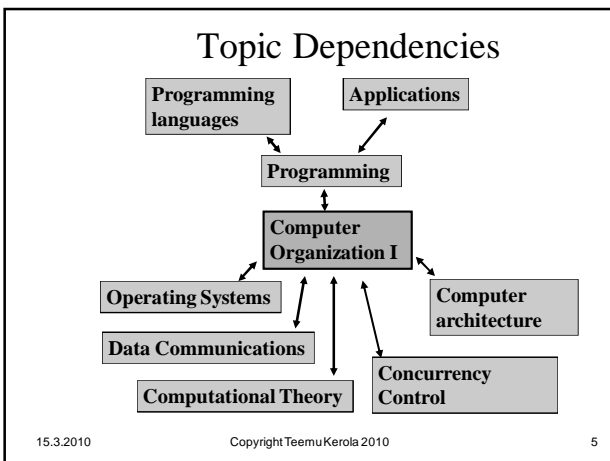 Topic Dependencies
Programming
languages
Applications
Programming
Computer
Organization I
Operating Systems
Computer
architecture
Data Communications
Concurrency
Control
Computational Theory
15.3.2010
Copyright Teemu Kerola 2010
5